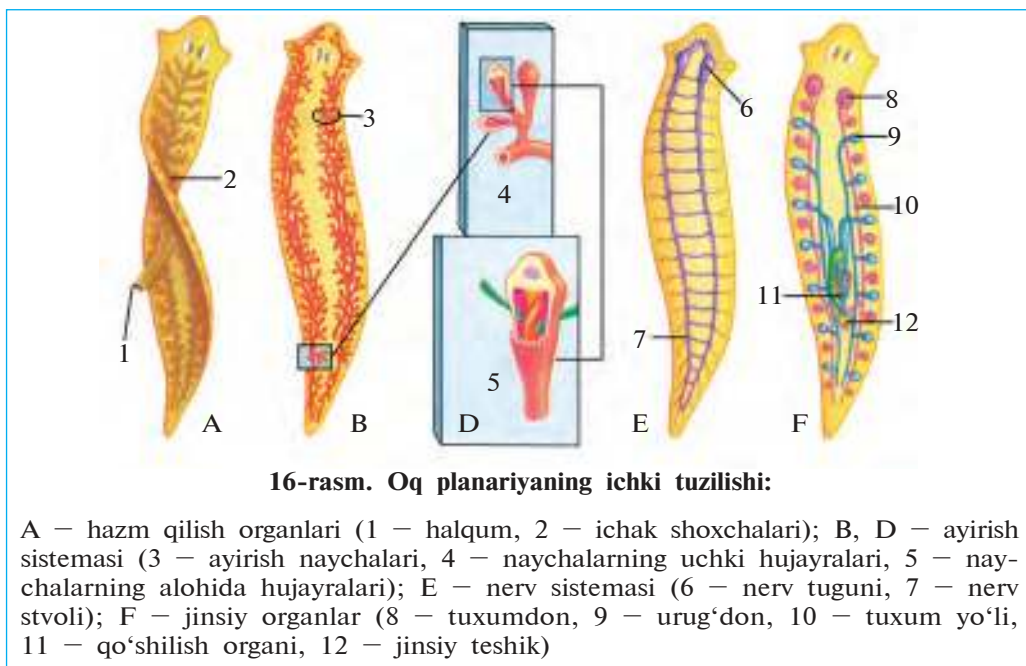 6
8
3
9
2
4
10
11
12
1
7
5
A
B
D
E
F
16-rasm. Oq planariyaning ichki tuzilishi:
A − hazm qilish organlari (1 − halqum, 2 − ichak shoxchalari); B, D − ayirish
sistemasi (3 − ayirish naychalari, 4 − naychalarning uchki hujayralari, 5 − nay-
chalarning alohida hujayralari); E − nerv sistemasi (6 − nerv tuguni, 7 − nerv
stvoli); F − jinsiy organlar (8 − tuxumdon, 9 − urug‘don, 10 − tuxum yo‘li,
11 − qo‘shilish organi, 12 − jinsiy teshik)